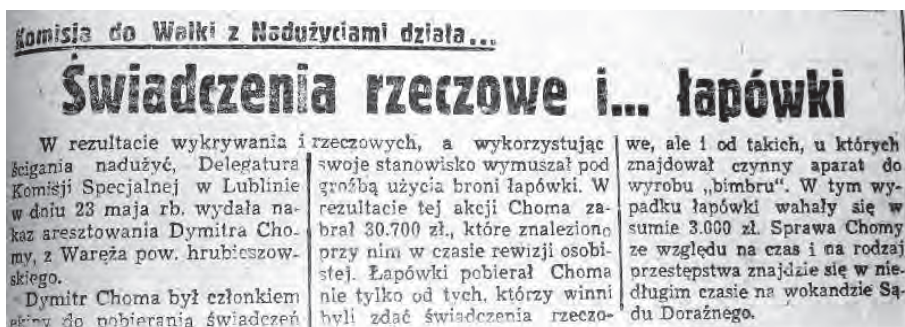 Komisja do Walki z Nadużyciami działa...
Świadczenia rzeczowe i... łapówki
W rezultacie wykrywania i
ścigania nadużyć, Delegatura
Komisji Specjalnej w Lublinie
w dniu 23 maja rb. wydała na-
kaz aresztowania Dymitra Cho-
my, z Waręża pow. hrubieszow-
skiego.
Dymitr Choma był członkiem
ekipy do pobierania świadczeń
rzeczowych, a wykorzystując
swoje stanowisko wymuszał pod
groźbą użycia broni łapówki. W
rezultacie tej akcji Choma za-
brał 30.700 zł., które znaleziono
przy nim w czasie rewizji osobi-
stej. Łapówki pobierał Choma
nie tylko od tych, którzy winni
byli zdać świadczenia rzeczo-
we, ale i od takich, u których
znajdował czynny aparat do
wyrobu „bimbru". W tym wy-
padku łapówki wahały się w
sumie 3.000 zł. Sprawa Chomy
ze względu na czas i na rodzaj
przestępstwa znajdzie się w nie-
długim czasie na wokandzie Są-
du Doraźnego.